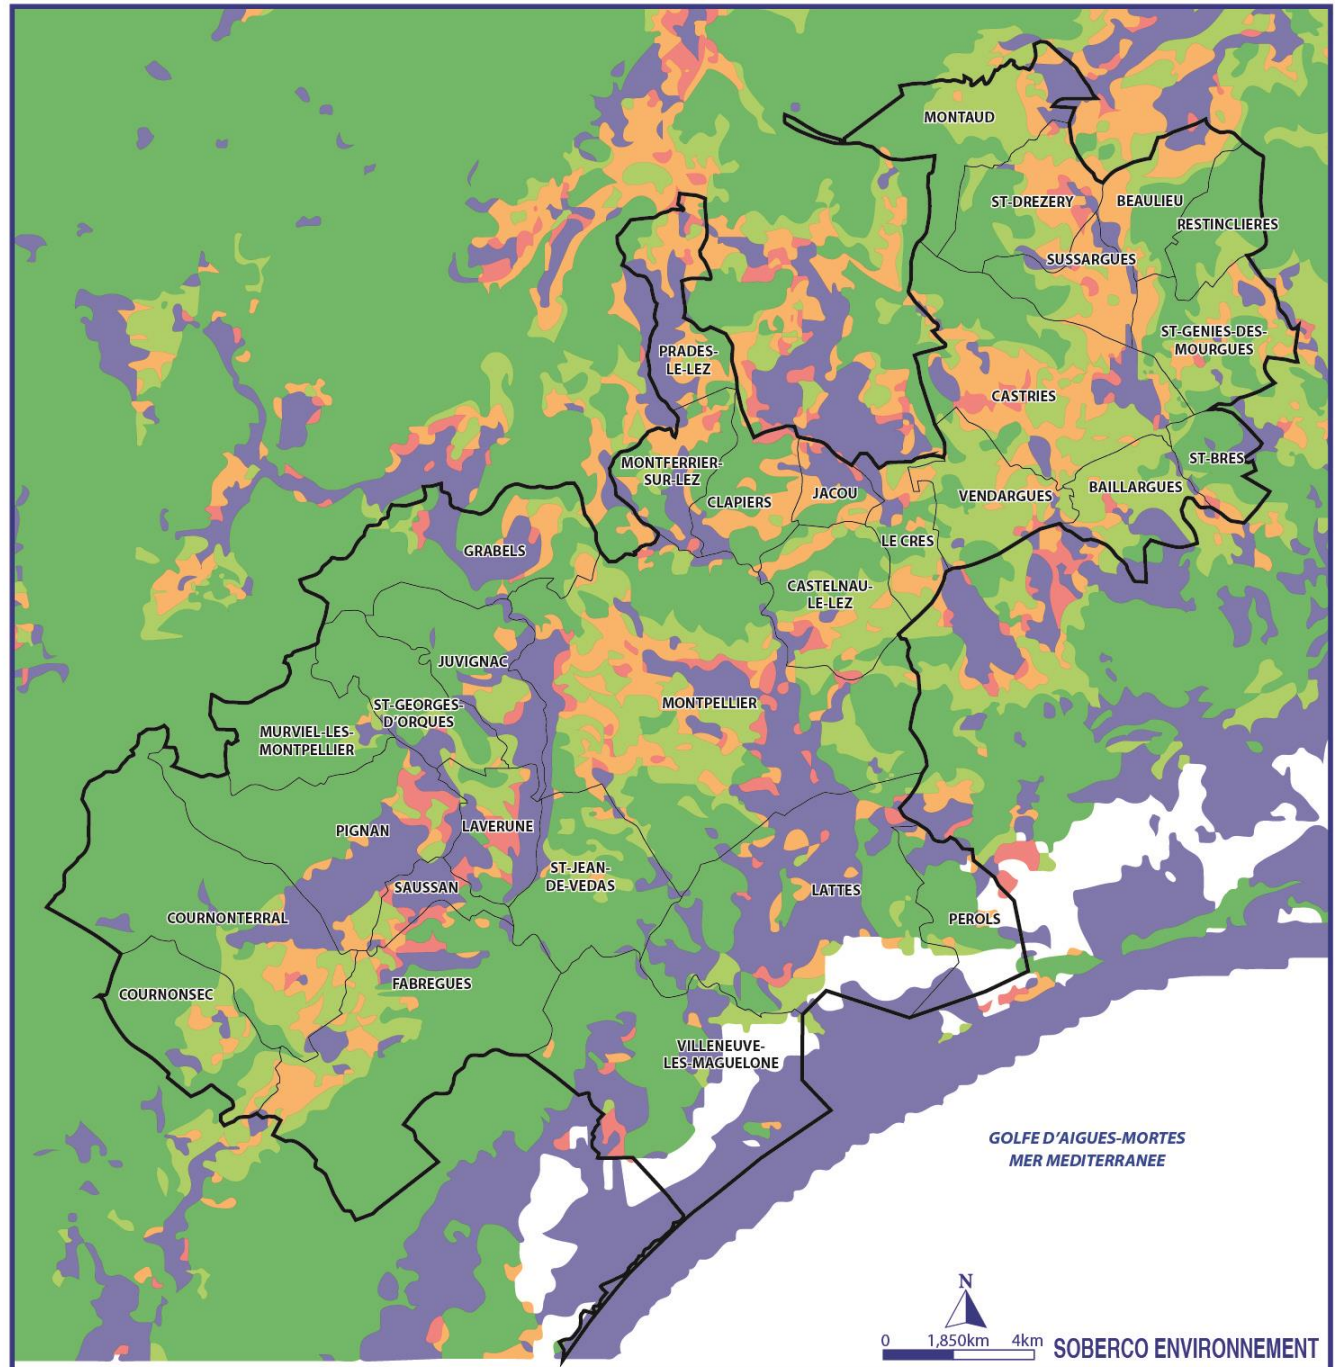 MONTAUD
ST-DREZERY
BEAULIEU
RESTINCLIERES
SUSSARGUES
ST-GENIES-DES-
MOURGUES
PRADES-
LE-LEZ
CASTRIES
MONTFERRIER-
SUR-LEZ
ST-BRES
CLAPIERS
JACOU
VENDARGUES
BAILLARGUES
GRABELS
LE CRES
CASTELNAU-
LE-LEZ
JUVIGNAC
ST-GEORGES-
D'ORQUES
MONTPELLIER
MURVIEL-LES-
MONTPELLIER
PIGNAN
LAVERUNE
ST-JEAN-
DE-VEDAS
SAUSSAN
LATTES
COURNONTERRAL
PEROLS
COURNONSEC
FABREGUES
VILLENEUVE-
LES-MAGUELONE
GOLFE D'AIGUES-MORTES
MER MEDITERRANEE
N
0 1,850km 4km
SOBERCO ENVIRONNEMENT